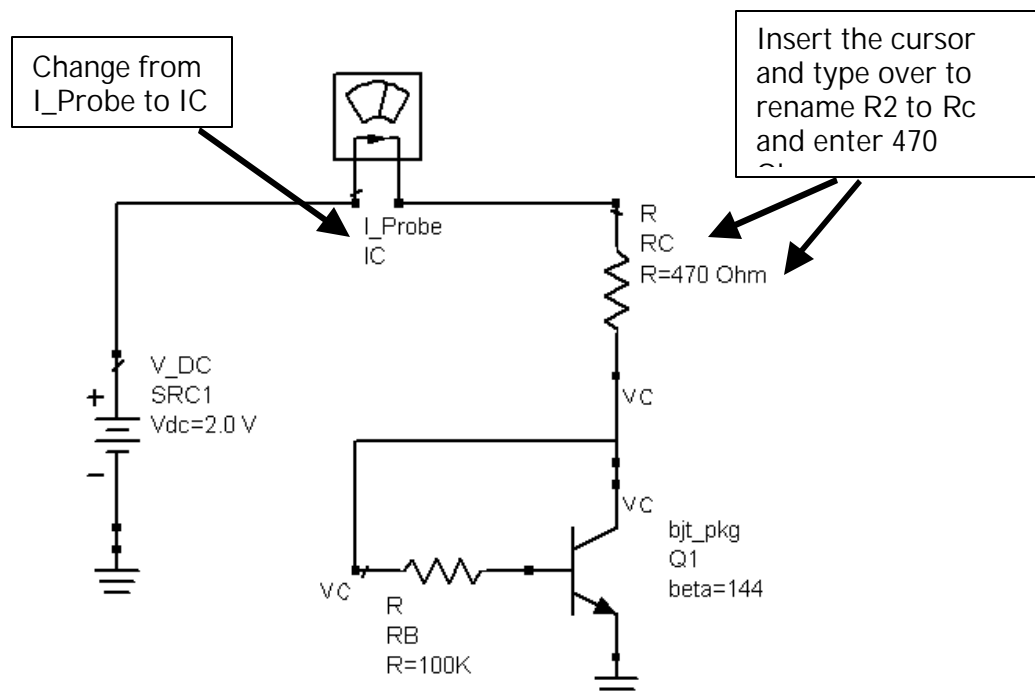 Change from
I_Probe to IC
Insert the cursor
and type over to
rename R2 to Rc
and enter 470
I_Probe
IC
R
RC
R=470 Ohm
V_DC
SRC1
Vdc=2.0 V
+
−
VC
VC
bjt_pkg
Q1
beta=144
VC
R
RB
R=100K